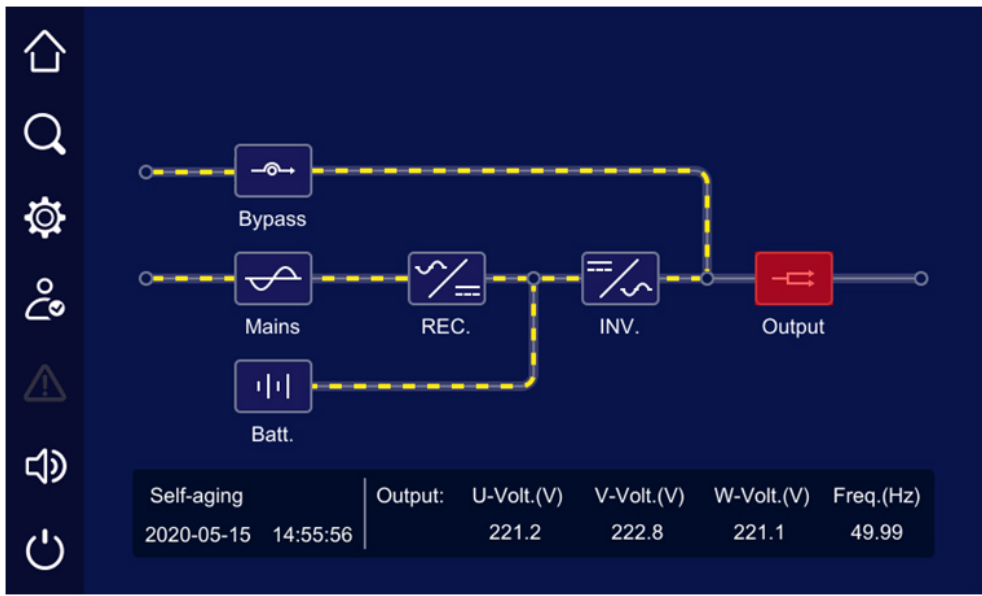 Bypass
Mains
REC.
INV.
Output
Batt.
Self-aging
2020-05-15 14:55:56
Output: U-Volt.(V) V-Volt.(V) W-Volt.(V) Freq.(Hz)
221.2 222.8 221.1 49.99